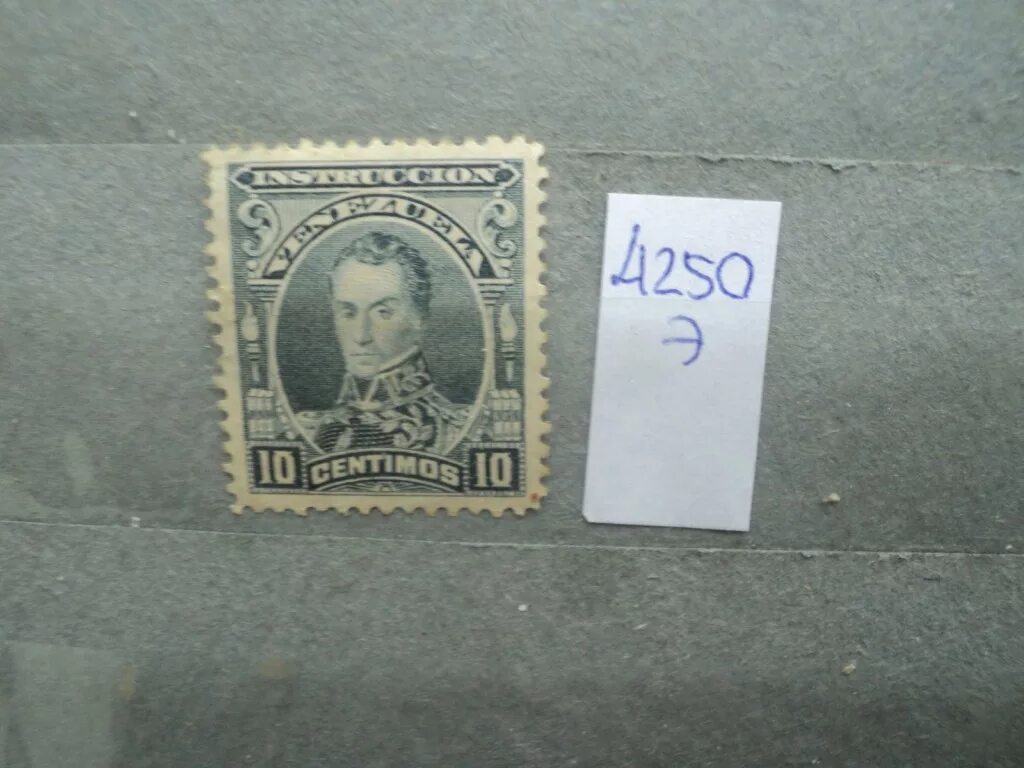 INSTRUCCION
VENEZUELA
10 CENTIMOS 10
4250
Э